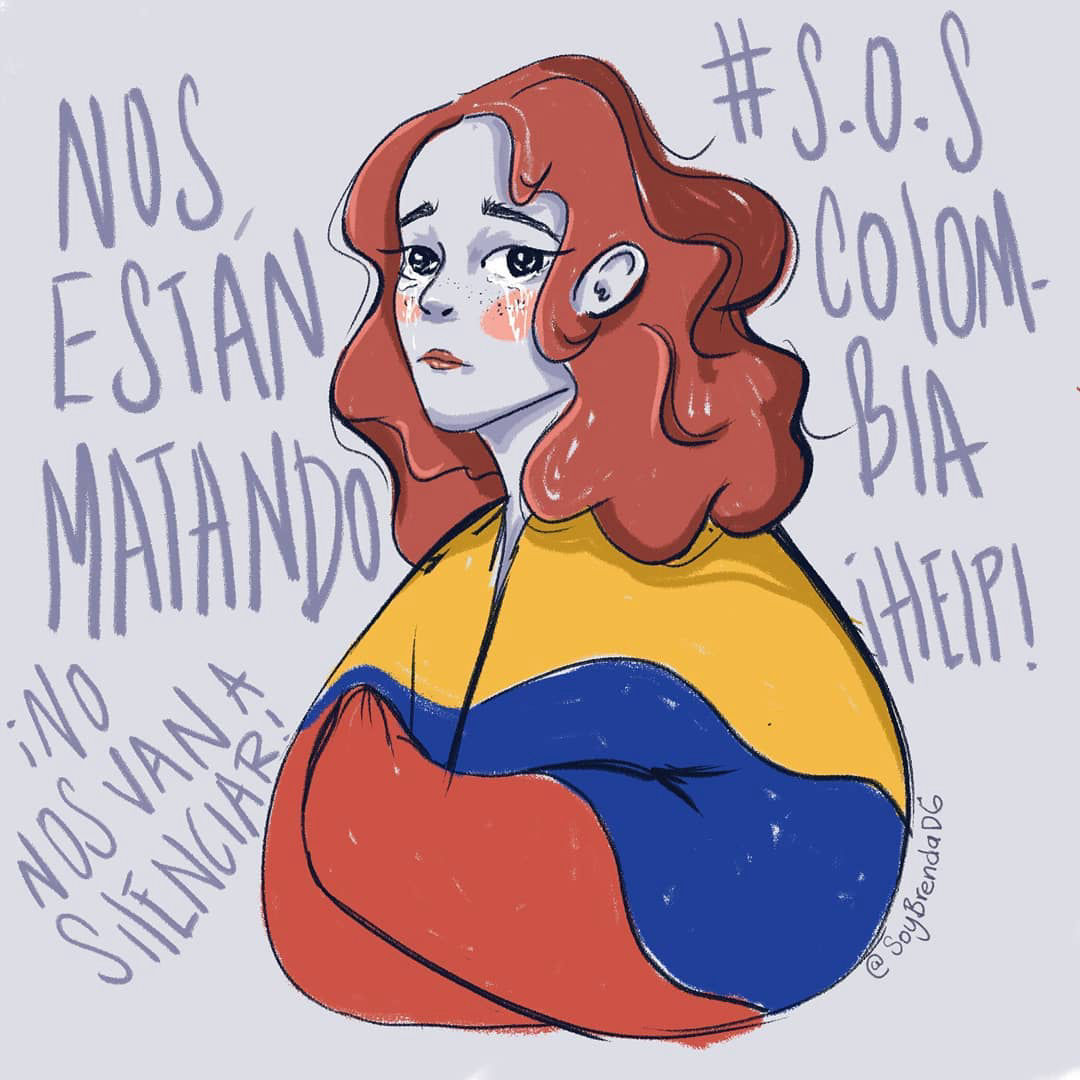 NOS
ESTÁN
MATANDO
¡NO
NOS VAN A
SILENCIAR!
#S.O.S
COLOM-
BIA
¡HELP!
@SoyBrendaDG